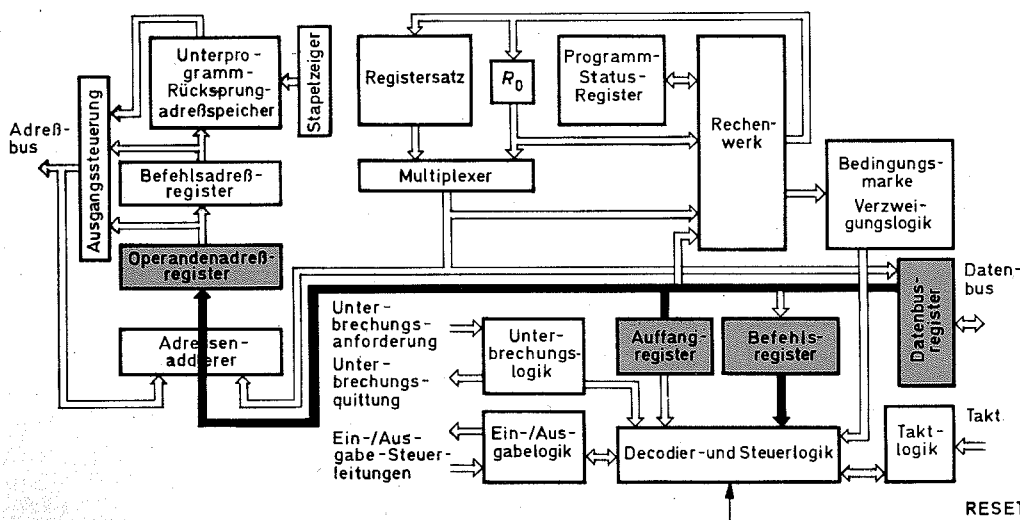 Unterpro-
gramm-
Rücksprung-
adreßspeicher
Stapelzeiger
Registersatz
R₀
Programm-
Status-
Register
Rechen-
werk
Adreß-
bus
Ausgangssteuerung
Befehlsadreß-
register
Multiplexer
Bedingungs-
marke
Verzwei-
gungslogik
Operandenadreß-
register
Daten-
bus
Datenbus-
register
Adressen-
addierer
Unter-
brechungs-
anforderung
Unter-
brechungs-
quittung
Unter-
brechungs-
logik
Auffang-
register
Befehls-
register
Ein-/Aus-
gabe-Steuer-
leitungen
Ein-/Aus-
gabelogik
Decodier-und Steuerlogik
Takt-
logik
Takt
RESET